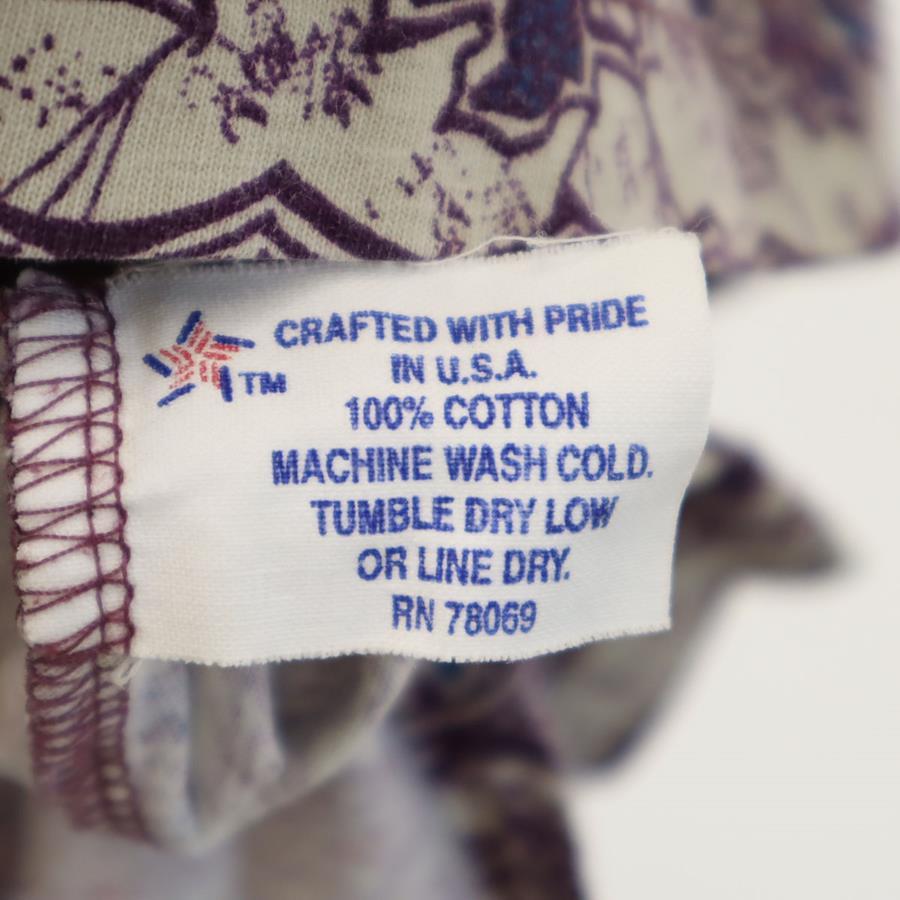 CRAFTED WITH PRIDE
IN U.S.A.
TM
100% COTTON
MACHINE WASH COLD.
TUMBLE DRY LOW
OR LINE DRY.
RN 78069